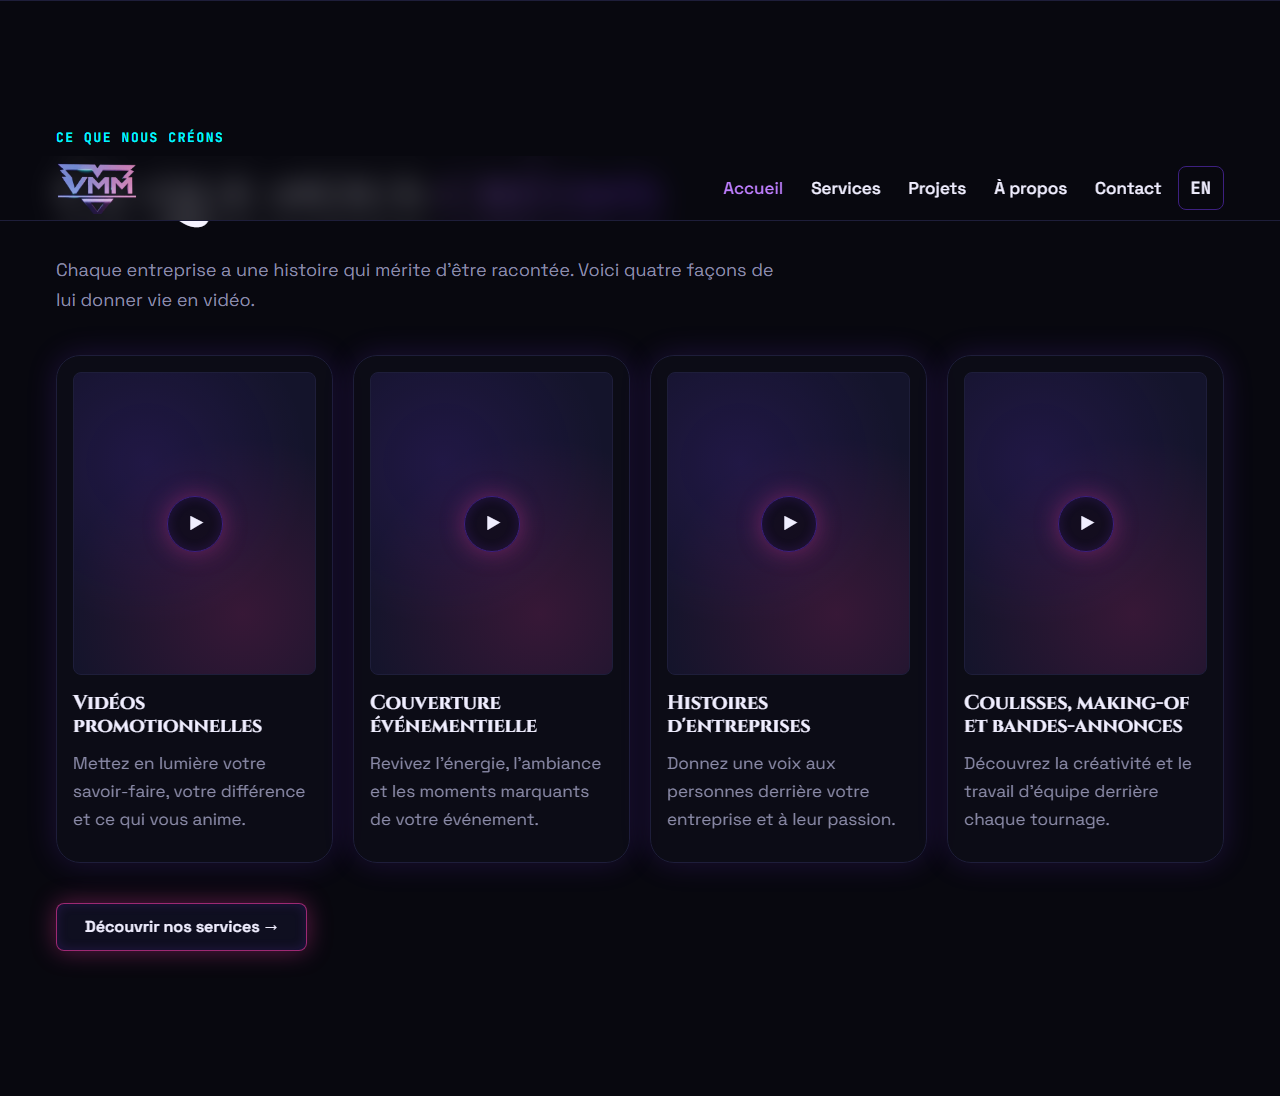 CE QUE NOUS CRÉONS
VMM
Accueil Services Projets À propos Contact EN
Chaque entreprise a une histoire qui mérite d’être racontée. Voici quatre façons de
lui donner vie en vidéo.
Vidéos
promotionnelles
Mettez en lumière votre
savoir-faire, votre différence
et ce qui vous anime.
Couverture
événementielle
Revivez l’énergie, l’ambiance
et les moments marquants
de votre événement.
Histoires
d’entreprises
Donnez une voix aux
personnes derrière votre
entreprise et à leur passion.
Coulisses, making-of
et bandes-annonces
Découvrez la créativité et le
travail d’équipe derrière
chaque tournage.
Découvrir nos services →